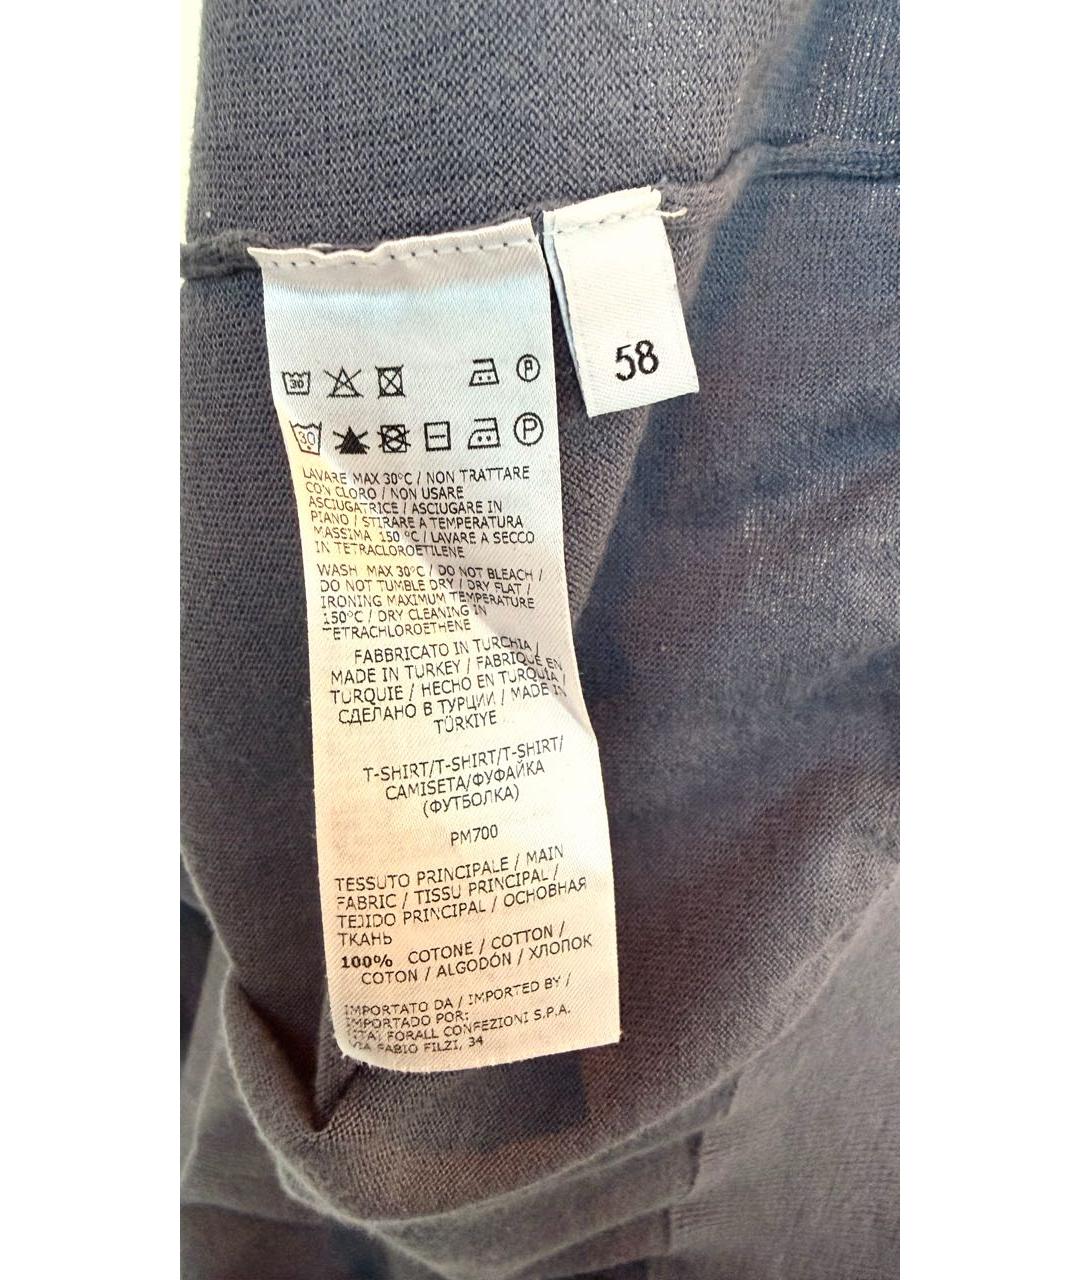 58
30
P
30
P
LAVARE MAX 30°C / NON TRATTARE
CON CLORO / NON USARE
ASCIUGATRICE / ASCIUGARE IN
PIANO / STIRARE A TEMPERATURA
MASSIMA 150 °C / LAVARE A SECCO
IN TETRACLOROETILENE
WASH MAX 30°C / DO NOT BLEACH /
DO NOT TUMBLE DRY / DRY FLAT /
IRONING MAXIMUM TEMPERATURE
150°C / DRY CLEANING IN
TETRACHLOROETHENE
FABBRICATO IN TURCHIA /
MADE IN TURKEY / FABRIQUÉ EN
TURQUIE / HECHO EN TURQUÍA /
СДЕЛАНО В ТУРЦИИ / MADE IN
TÜRKIYE
T-SHIRT/T-SHIRT/T-SHIRT/
CAMISETA/ФУФАЙКА
(ФУТБОЛКА)
PM700
TESSUTO PRINCIPALE / MAIN
FABRIC / TISSU PRINCIPAL /
TEJIDO PRINCIPAL / ОСНОВНАЯ
ТКАНЬ
100% COTONE / COTTON /
COTON / ALGODÓN / ХЛОПОК
IMPORTATO DA / IMPORTED BY /
IMPORTADO POR:
FORALL CONFEZIONI S.P.A.
VIA FABIO FILZI, 34